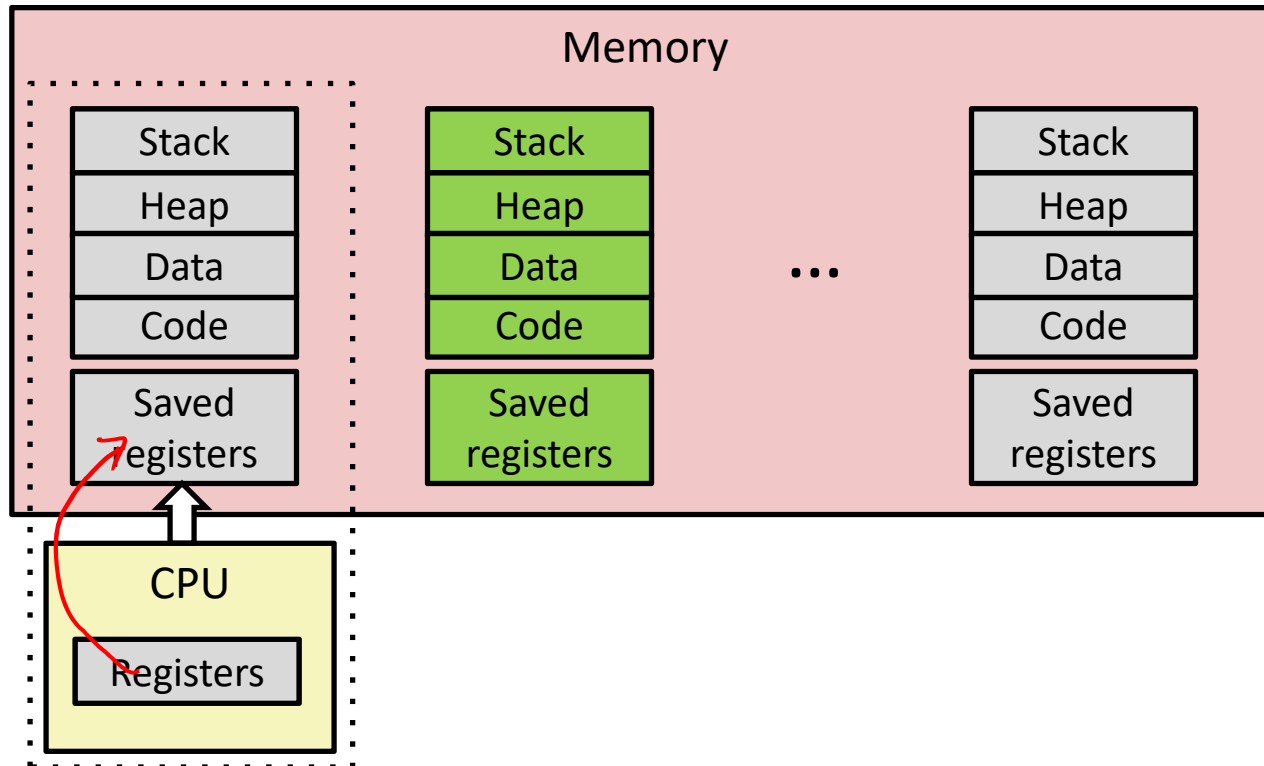 Memory
Stack
Heap
Data
Code
Saved
registers
Stack
Heap
Data
Code
Saved
registers
...
Stack
Heap
Data
Code
Saved
registers
CPU
Registers